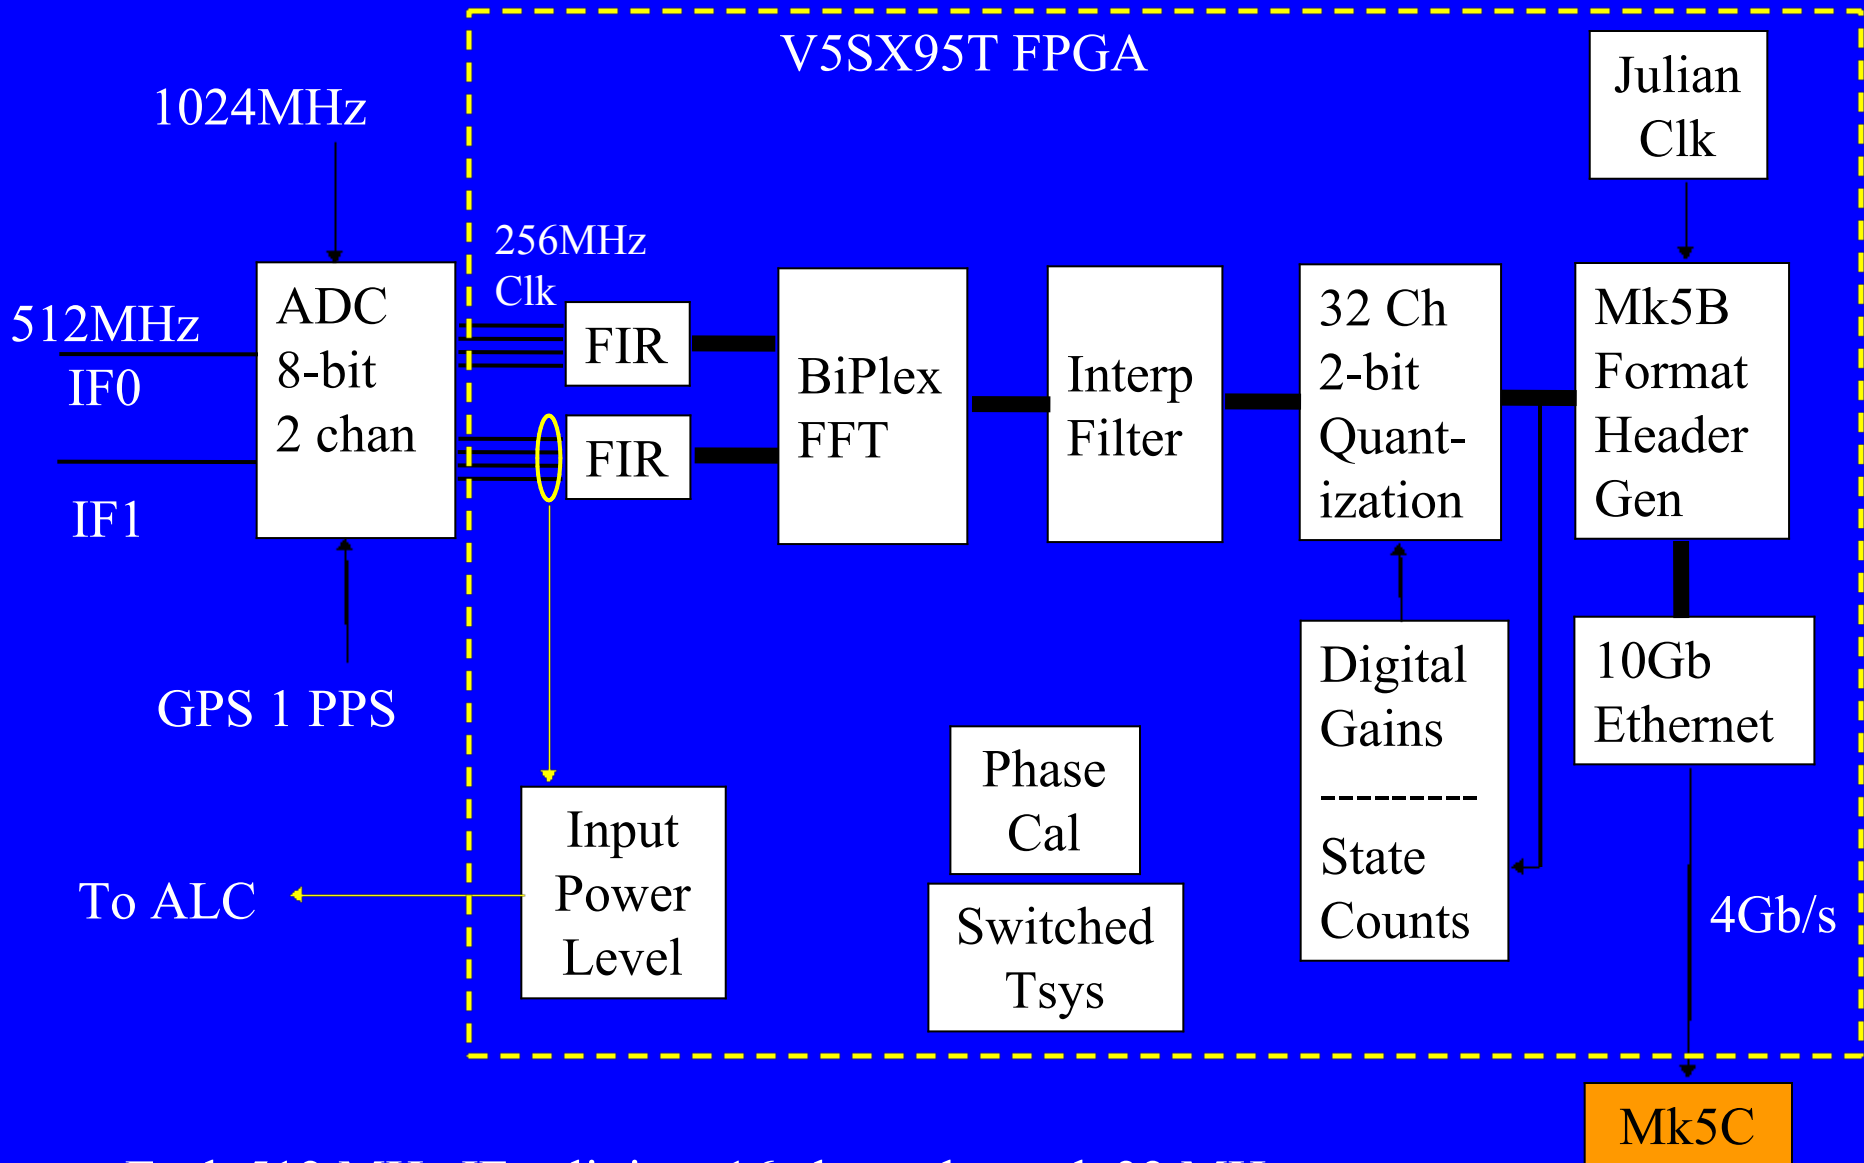 V5SX95T FPGA
Julian
Clk
1024MHz
256MHz
Clk
512MHz
IF0
IF1
ADC
8-bit
2 chan
FIR
FIR
BiPlex
FFT
Interp
Filter
32 Ch
2-bit
Quant-
ization
Mk5B
Format
Header
Gen
GPS 1 PPS
Digital
Gains
---------
State
Counts
10Gb
Ethernet
Phase
Cal
Switched
Tsys
Input
Power
Level
To ALC
4Gb/s
Mk5C